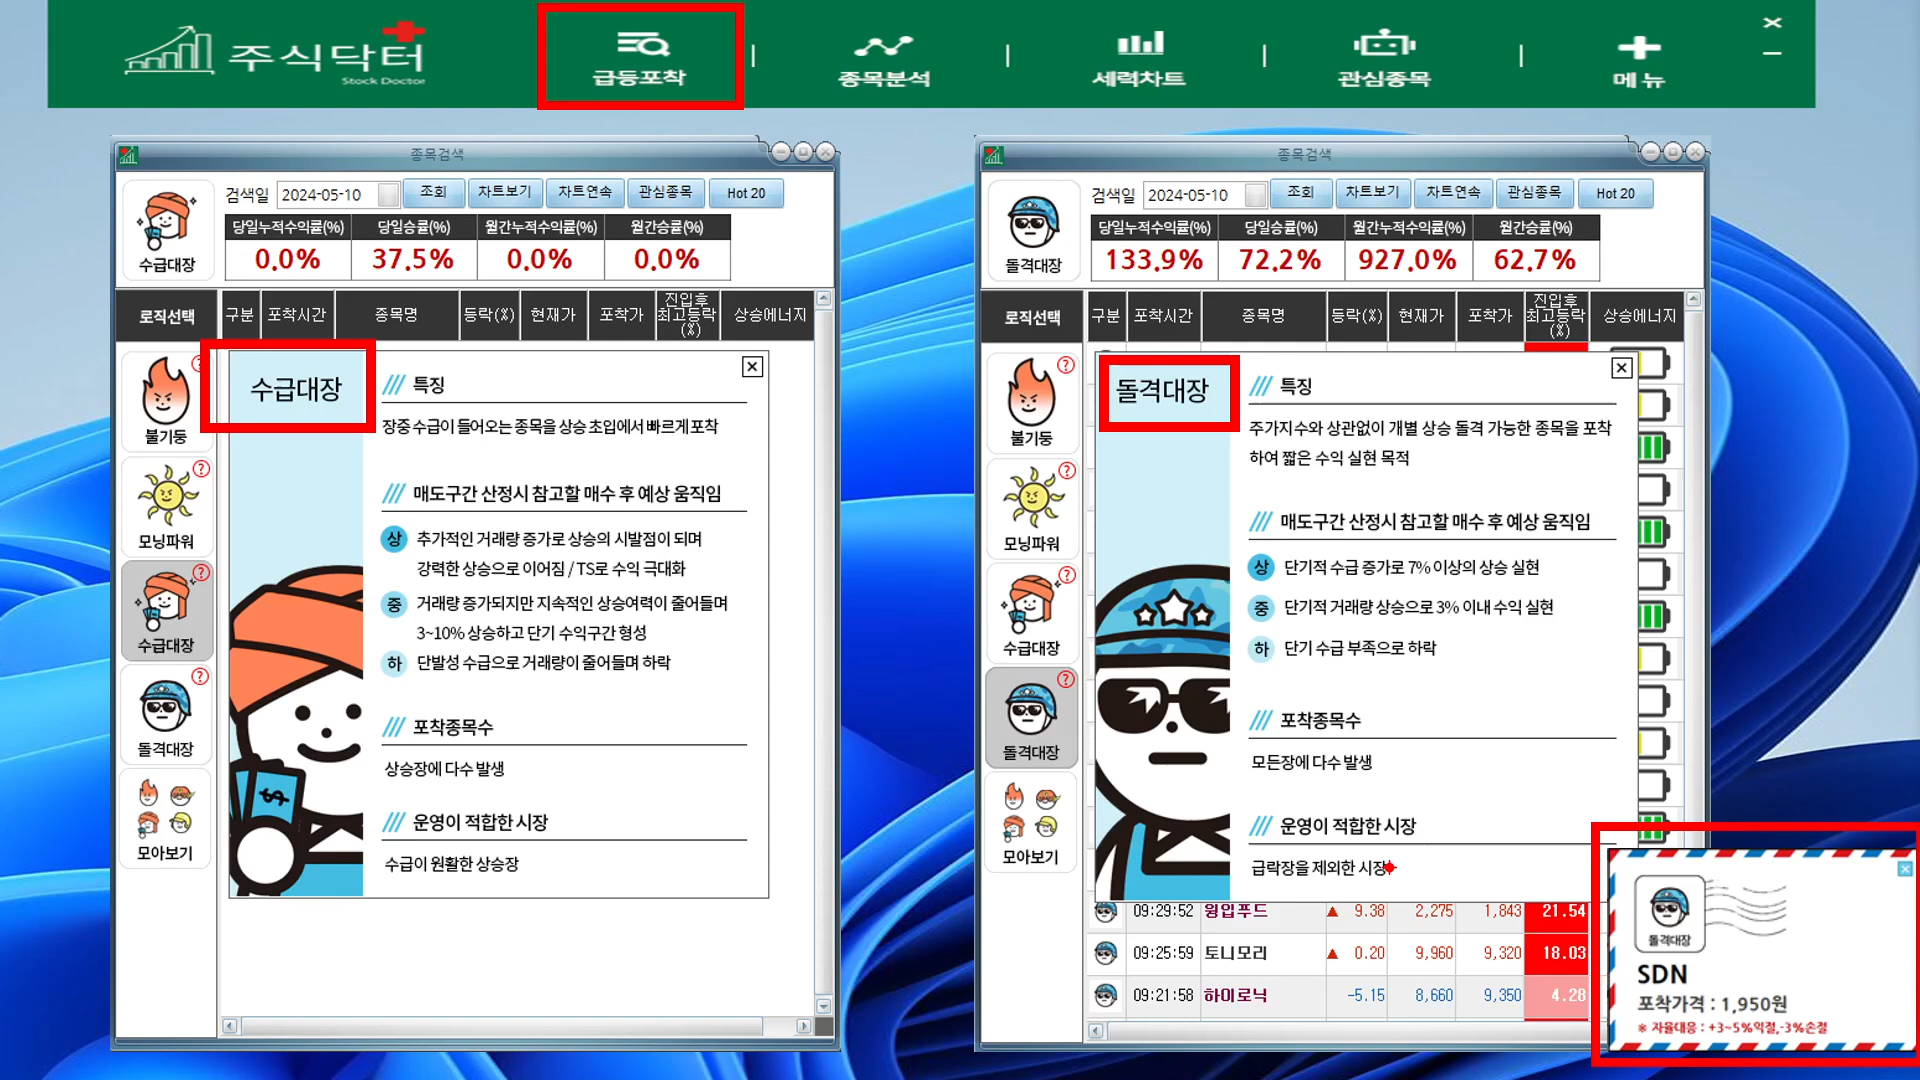 주식닥터
Stock Doctor
급등포착
종목분석
세력차트
관심종목
메뉴
종목검색
수급대장
검색일 2024-05-10 조회 차트보기 차트연속 관심종목 Hot 20
당일누적수익률(%) 당일승률(%) 월간누적수익률(%) 월간승률(%)
0.0% 37.5% 0.0% 0.0%
로직선택 구분 포착시간 종목명 등락(%) 현재가 포착가 진입후 최고등락 (%) 상승에너지
불기둥
모닝파워
수급대장
돌격대장
모아보기
수급대장
/// 특징
장중 수급이 들어오는 종목을 상승 초입에서 빠르게 포착
/// 매도구간 산정시 참고할 매수 후 예상 움직임
상 추가적인 거래량 증가로 상승의 시발점이 되며
강력한 상승으로 이어짐 / TS로 수익 극대화
중 거래량 증가되지만 지속적인 상승여력이 줄어들며
3~10% 상승하고 단기 수익구간 형성
하 단발성 수급으로 거래량이 줄어들며 하락
/// 포착종목수
상승장에 다수 발생
/// 운영이 적합한 시장
수급이 원활한 상승장
종목검색
돌격대장
검색일 2024-05-10 조회 차트보기 차트연속 관심종목 Hot 20
당일누적수익률(%) 당일승률(%) 월간누적수익률(%) 월간승률(%)
133.9% 72.2% 927.0% 62.7%
로직선택 구분 포착시간 종목명 등락(%) 현재가 포착가 진입후 최고등락 (%) 상승에너지
불기둥
모닝파워
수급대장
돌격대장
모아보기
돌격대장
/// 특징
주가지수와 상관없이 개별 상승 돌격 가능한 종목을 포착
하여 짧은 수익 실현 목적
/// 매도구간 산정시 참고할 매수 후 예상 움직임
상 단기적 수급 증가로 7% 이상의 상승 실현
중 단기적 거래량 상승으로 3% 이내 수익 실현
하 단기 수급 부족으로 하락
/// 포착종목수
모든장에 다수 발생
/// 운영이 적합한 시장
급락장을 제외한 시장
09:29:52 윙입푸드 ▲ 9.38 2,275 1,843 21.54
09:25:59 토니모리 ▲ 0.20 9,960 9,320 18.03
09:21:58 하이로닉 -5.15 8,660 9,350 4.28
돌격대장
SDN
포착가격 : 1,950원
※ 자율대응 : +3~5%익절,-3%손절